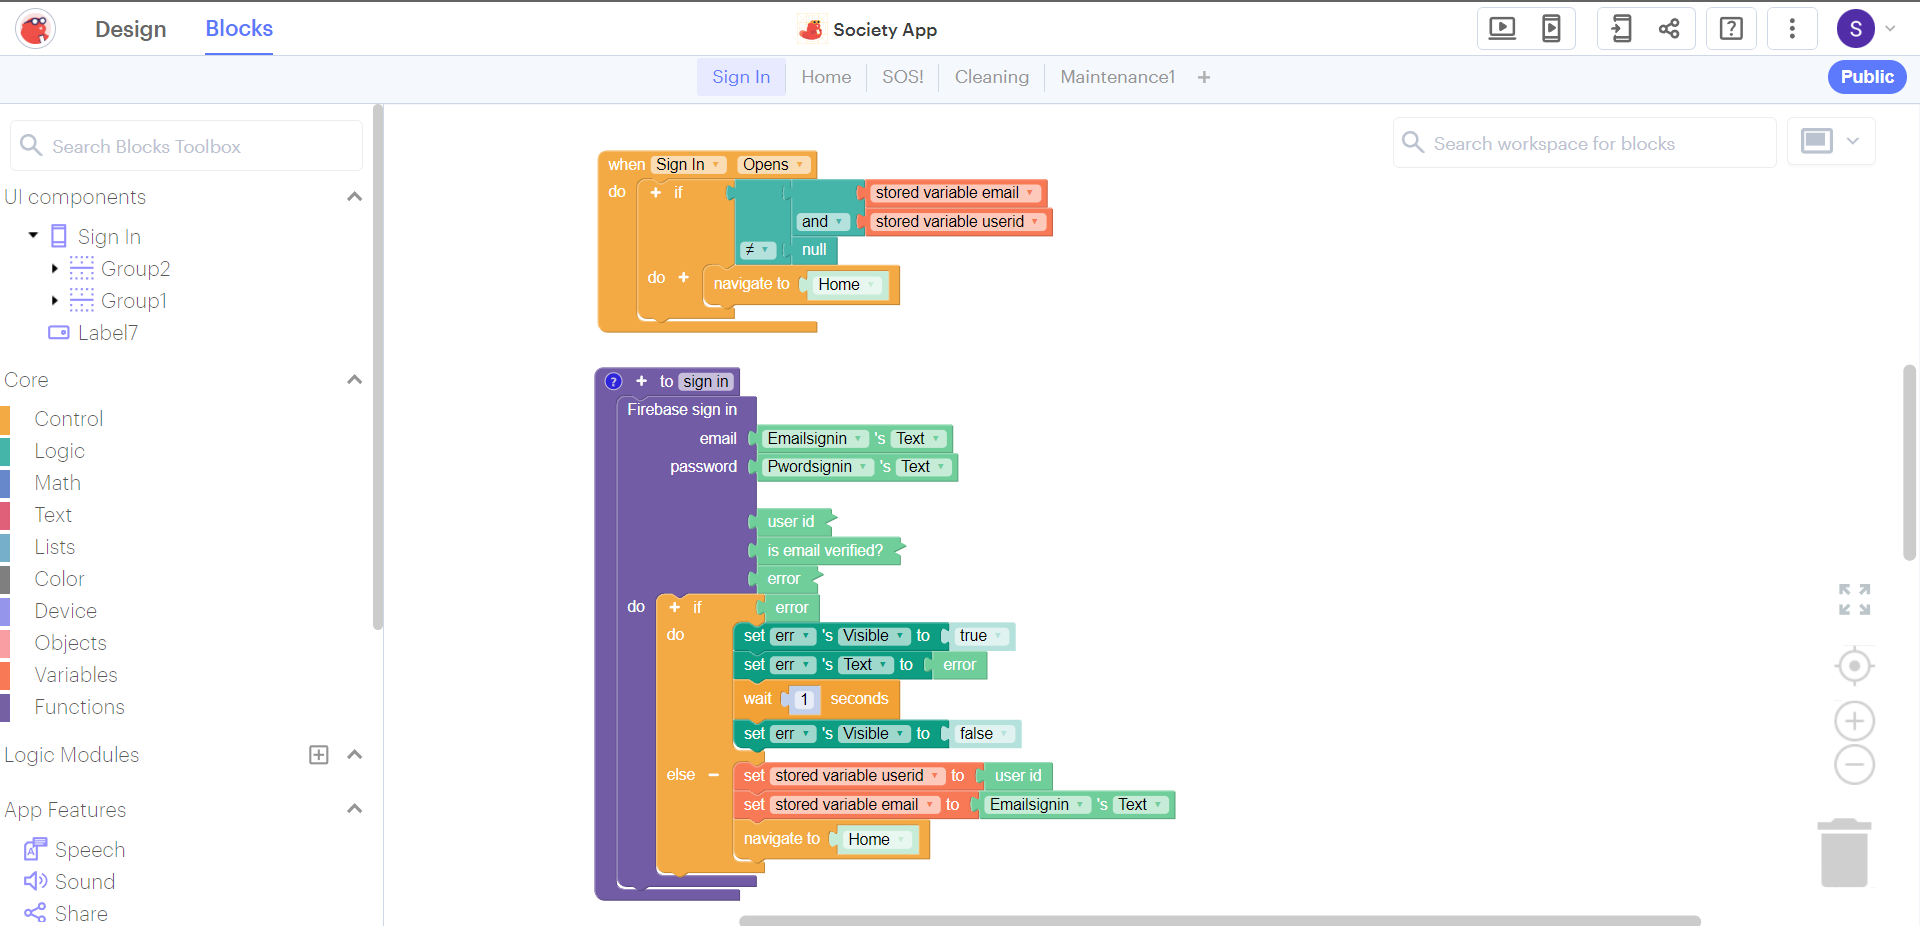 Design
Blocks
Society App
?
S
Sign In
Home
SOS!
Cleaning
Maintenance1
+
Public
Search Blocks Toolbox
Search workspace for blocks
UI components
Sign In
Group2
Group1
Label7
Core
Control
Logic
Math
Text
Lists
Color
Device
Objects
Variables
Functions
Logic Modules
App Features
Speech
Sound
Share
when Sign In Opens
do + if stored variable email
and stored variable userid
≠ null
do + navigate to Home
? + to sign in
Firebase sign in
email Emailsignin 's Text
password Pwordsignin 's Text
user id
is email verified?
error
do + if error
do set err 's Visible to true
set err 's Text to error
wait 1 seconds
set err 's Visible to false
else - set stored variable userid to user id
set stored variable email to Emailsignin 's Text
navigate to Home